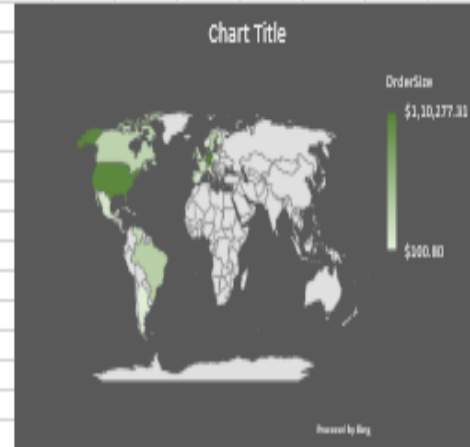 Chart Title
OrderSize
$1,10,277.31
$100.80
Powered by Bing